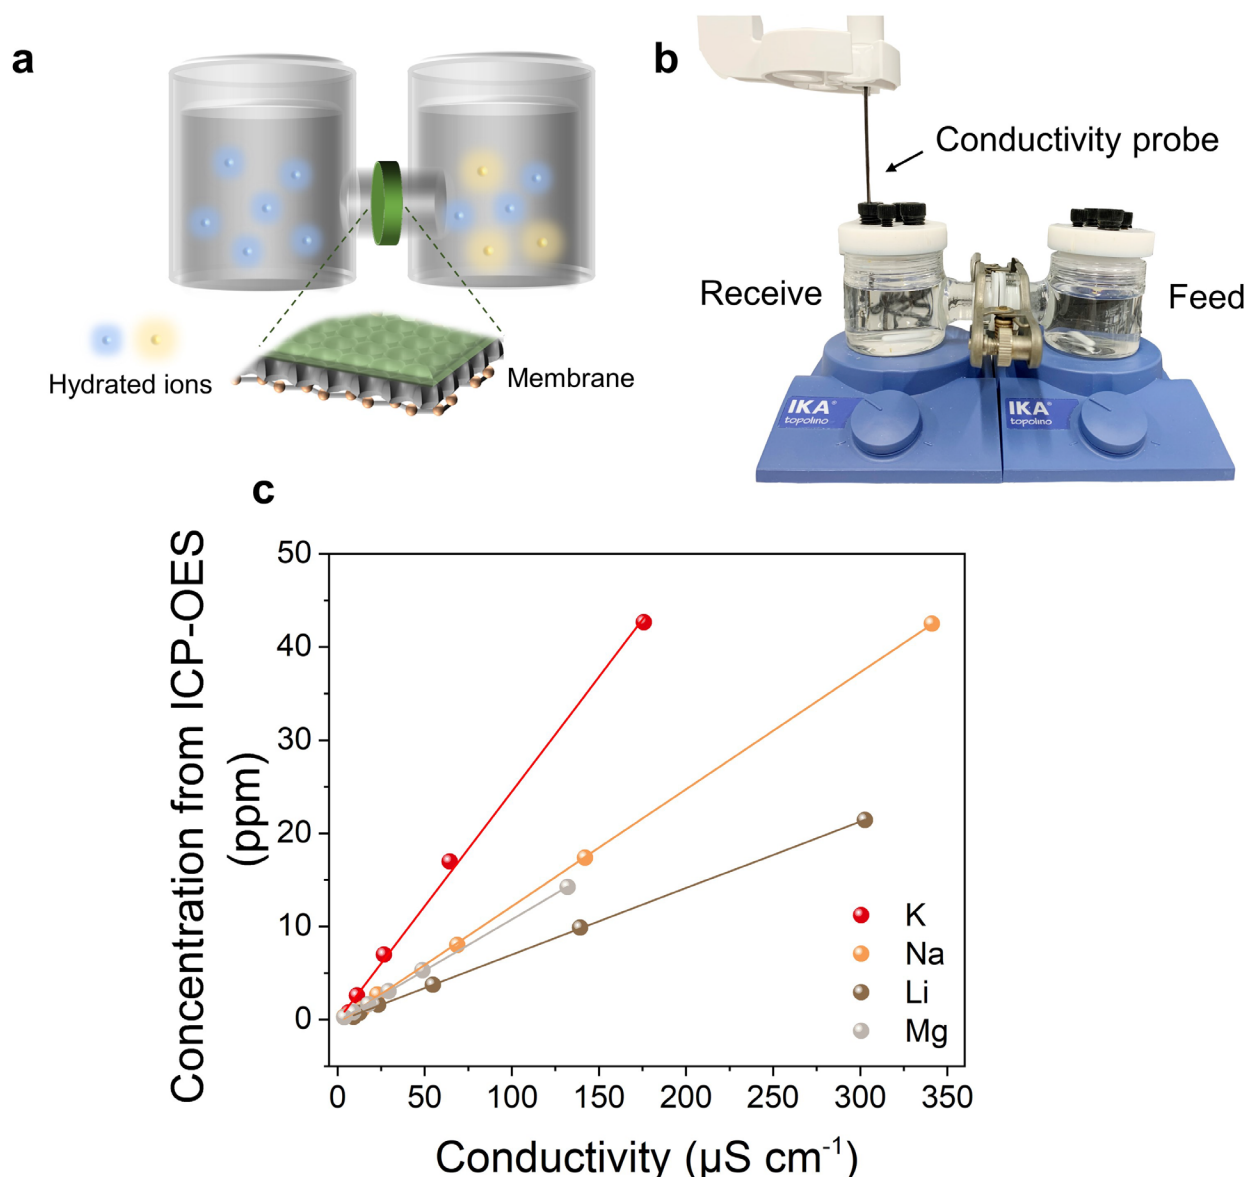 a
Hydrated ions
Membrane
b
Conductivity probe
Receive
Feed
IKA®
topolino
IKA®
topolino
c
Concentration from ICP-OES
(ppm)
50
40
30
20
10
0
K
Na
Li
Mg
0 50 100 150 200 250 300 350
Conductivity (µS cm⁻¹)